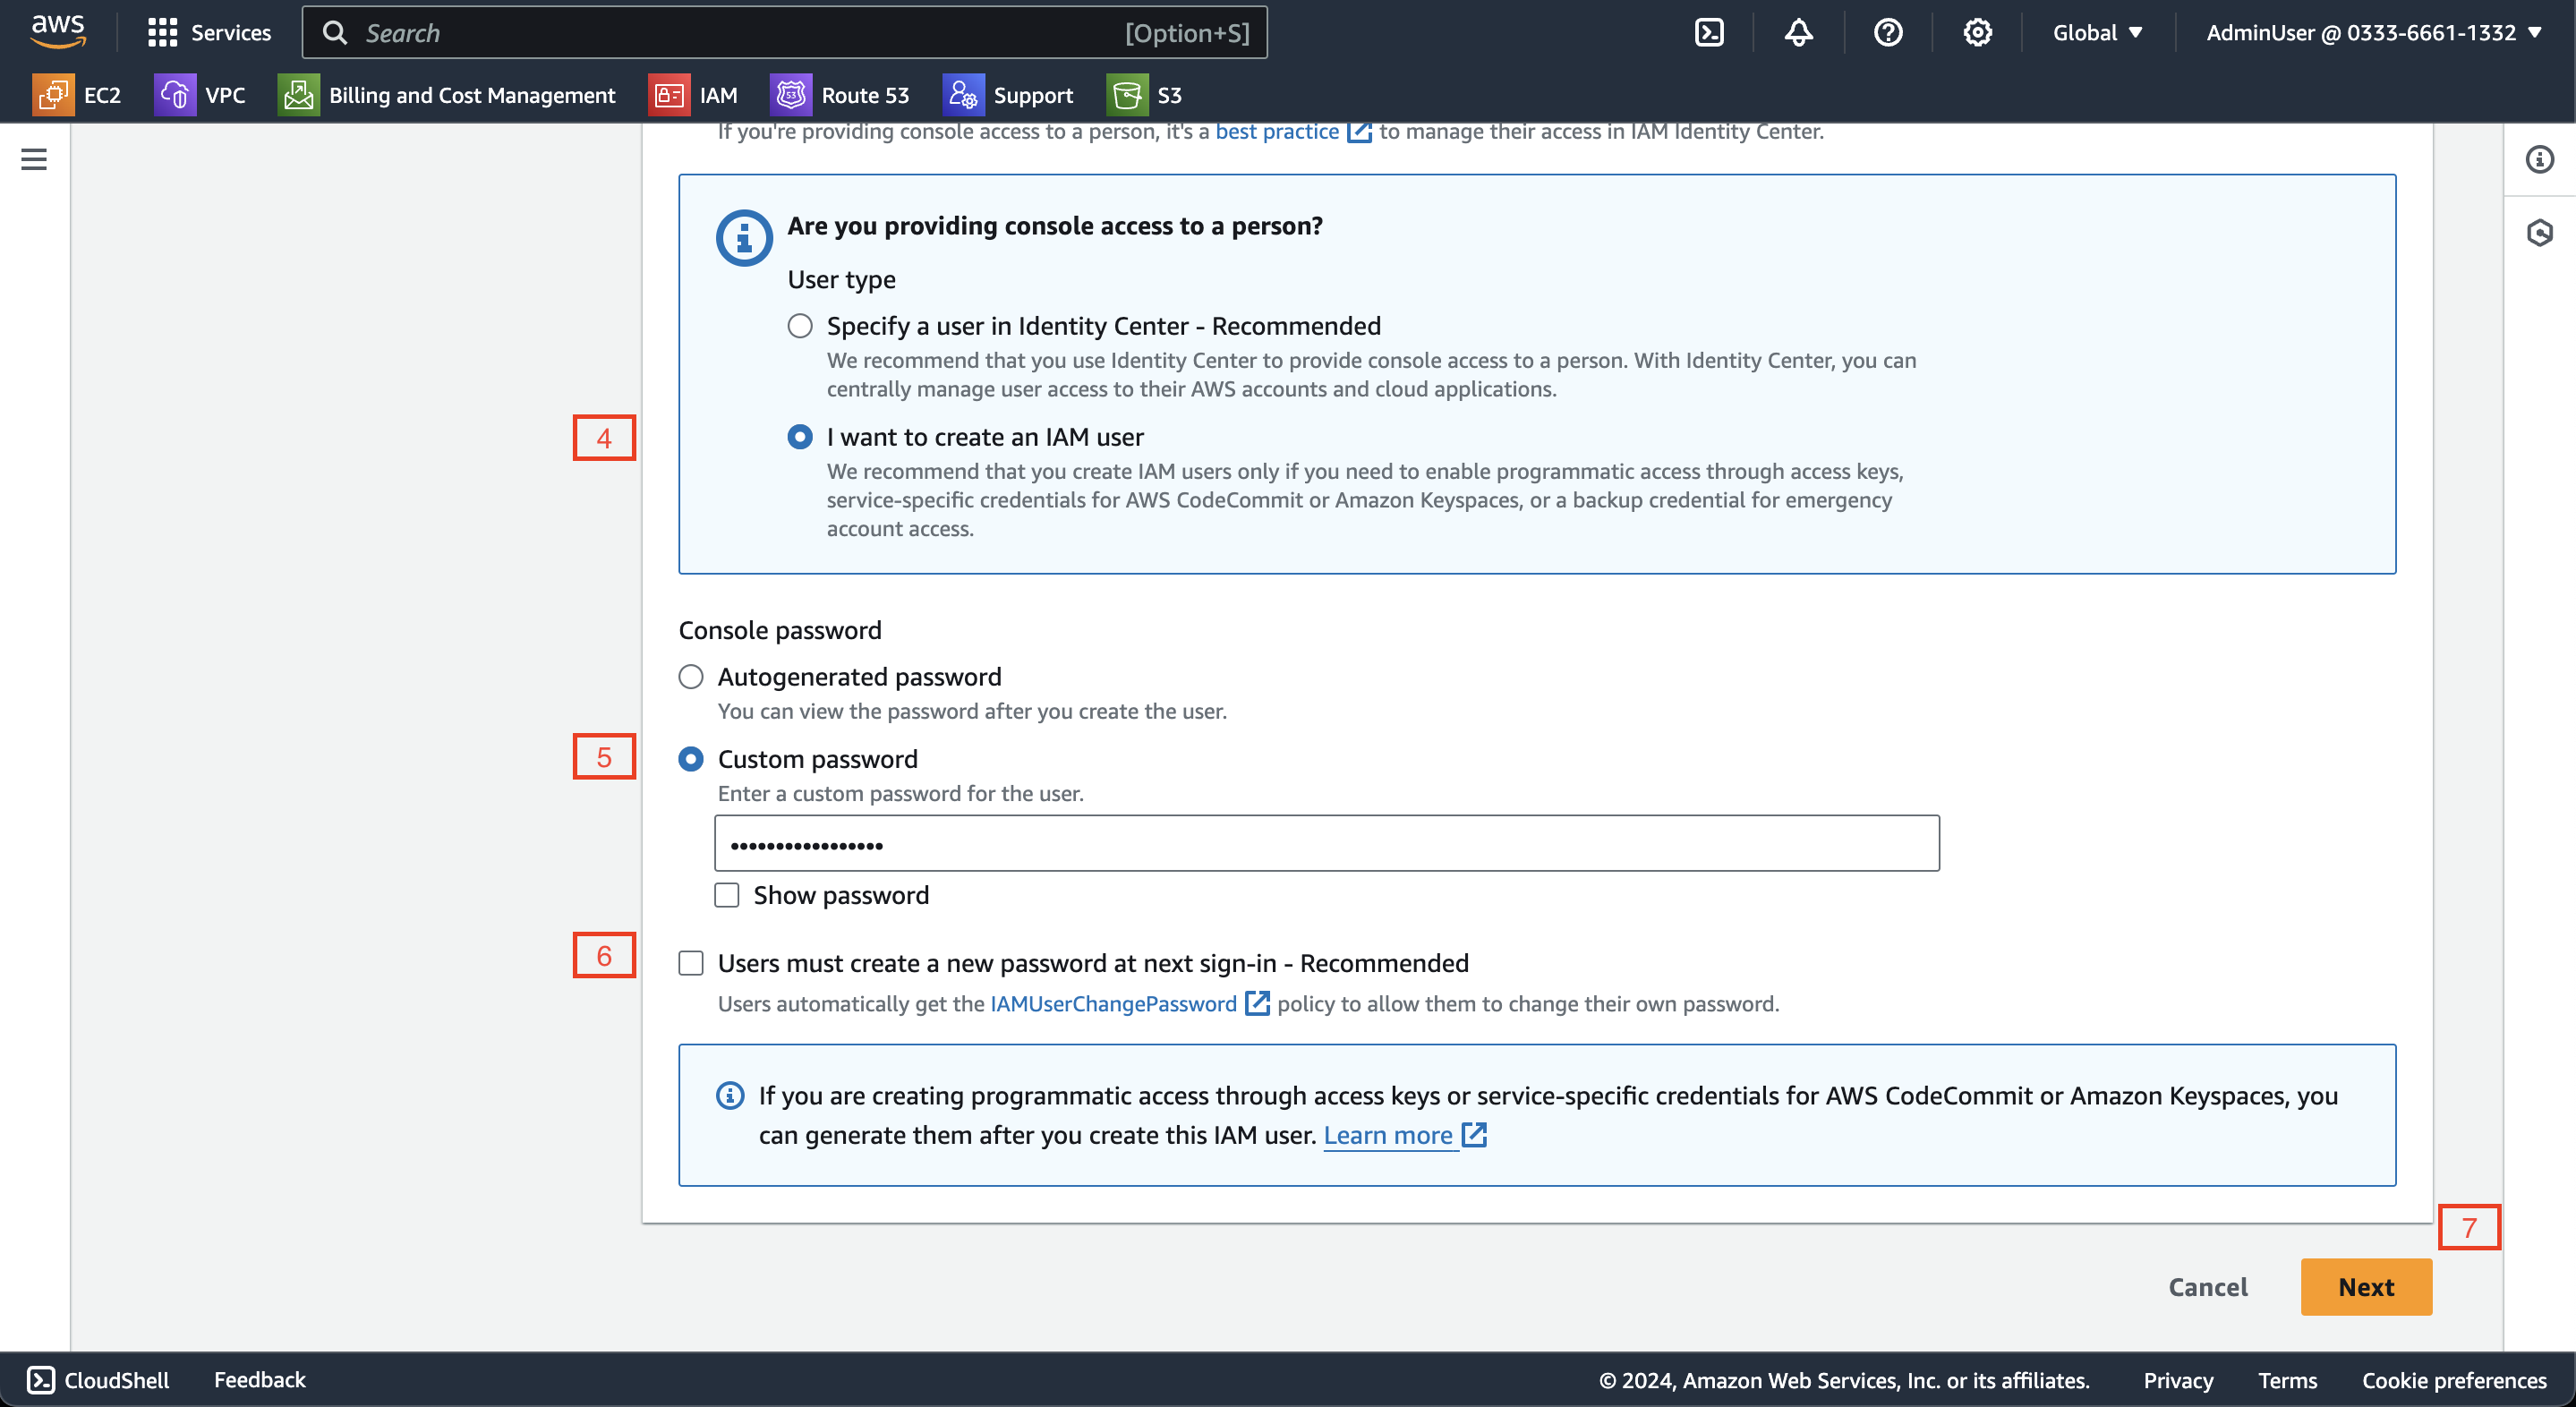 aws
Services
Search
[Option+S]
Global ▼
AdminUser @ 0333-6661-1332 ▼
EC2
VPC
Billing and Cost Management
IAM
53
Route 53
Support
S3
If you're providing console access to a person, it's a best practice to manage their access in IAM Identity Center.
Are you providing console access to a person?
User type
Specify a user in Identity Center - Recommended
We recommend that you use Identity Center to provide console access to a person. With Identity Center, you can
centrally manage user access to their AWS accounts and cloud applications.
4
I want to create an IAM user
We recommend that you create IAM users only if you need to enable programmatic access through access keys,
service-specific credentials for AWS CodeCommit or Amazon Keyspaces, or a backup credential for emergency
account access.
Console password
Autogenerated password
You can view the password after you create the user.
5
Custom password
Enter a custom password for the user.
•••••••••••••••••
Show password
6
Users must create a new password at next sign-in - Recommended
Users automatically get the IAMUserChangePassword policy to allow them to change their own password.
If you are creating programmatic access through access keys or service-specific credentials for AWS CodeCommit or Amazon Keyspaces, you
can generate them after you create this IAM user. Learn more
7
Cancel
Next
CloudShell
Feedback
© 2024, Amazon Web Services, Inc. or its affiliates.
Privacy
Terms
Cookie preferences